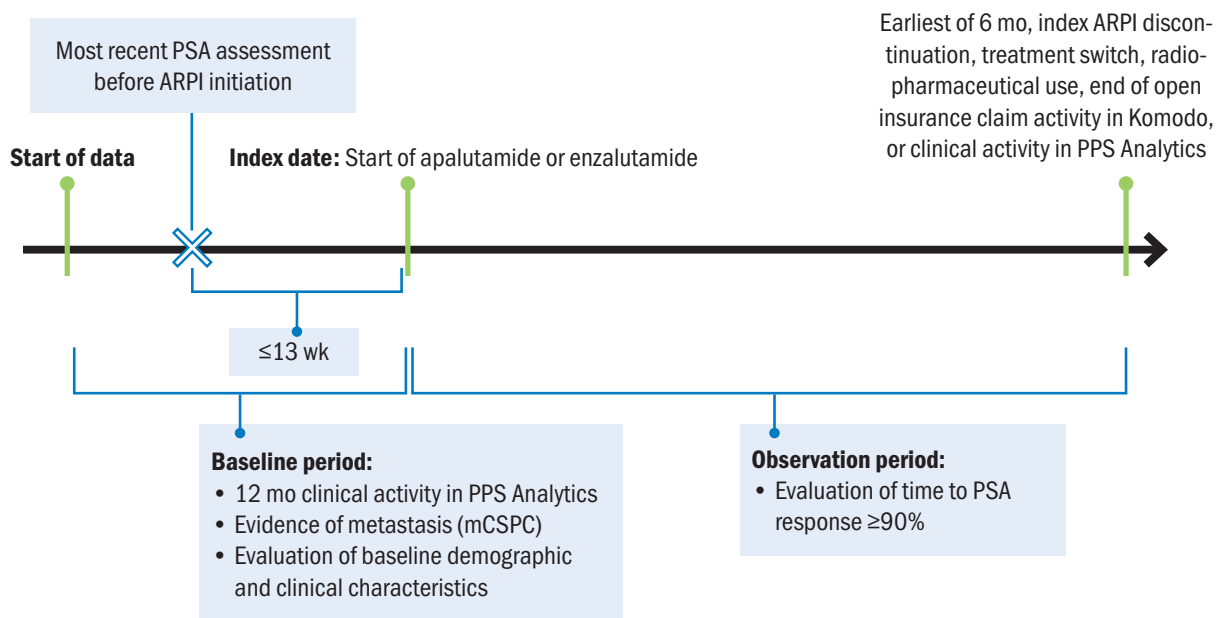 Most recent PSA assessment
before ARPI initiation
Earliest of 6 mo, index ARPI discon-
tinuation, treatment switch, radio-
pharmaceutical use, end of open
insurance claim activity in Komodo,
or clinical activity in PPS Analytics
Start of data
Index date: Start of apalutamide or enzalutamide
≤13 wk
Baseline period:
• 12 mo clinical activity in PPS Analytics
• Evidence of metastasis (mCSPC)
• Evaluation of baseline demographic
and clinical characteristics
Observation period:
• Evaluation of time to PSA
response ≥90%